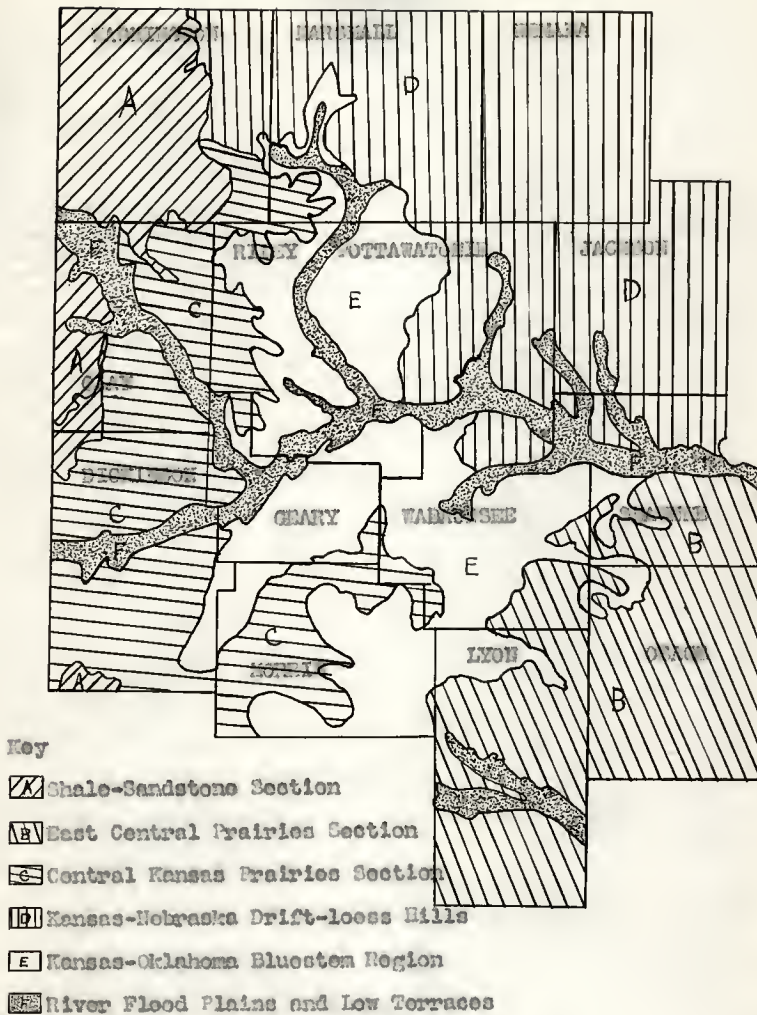 WASHINGTON MARSHALL NEMAHA
A D
RILEY POTTAWATOMIE JACKSON
F C E D
A
CLAY
F
DICKINSON F
C GEARY WABAUNSEE SHAWNEE
F E B
C
MORRIS LYON OSAGE
A B
Key
A Shale-Sandstone Section
B East Central Prairies Section
C Central Kansas Prairies Section
D Kansas-Nebraska Drift-loess Hills
E Kansas-Oklahoma Bluestem Region
F River Flood Plains and Low Terraces